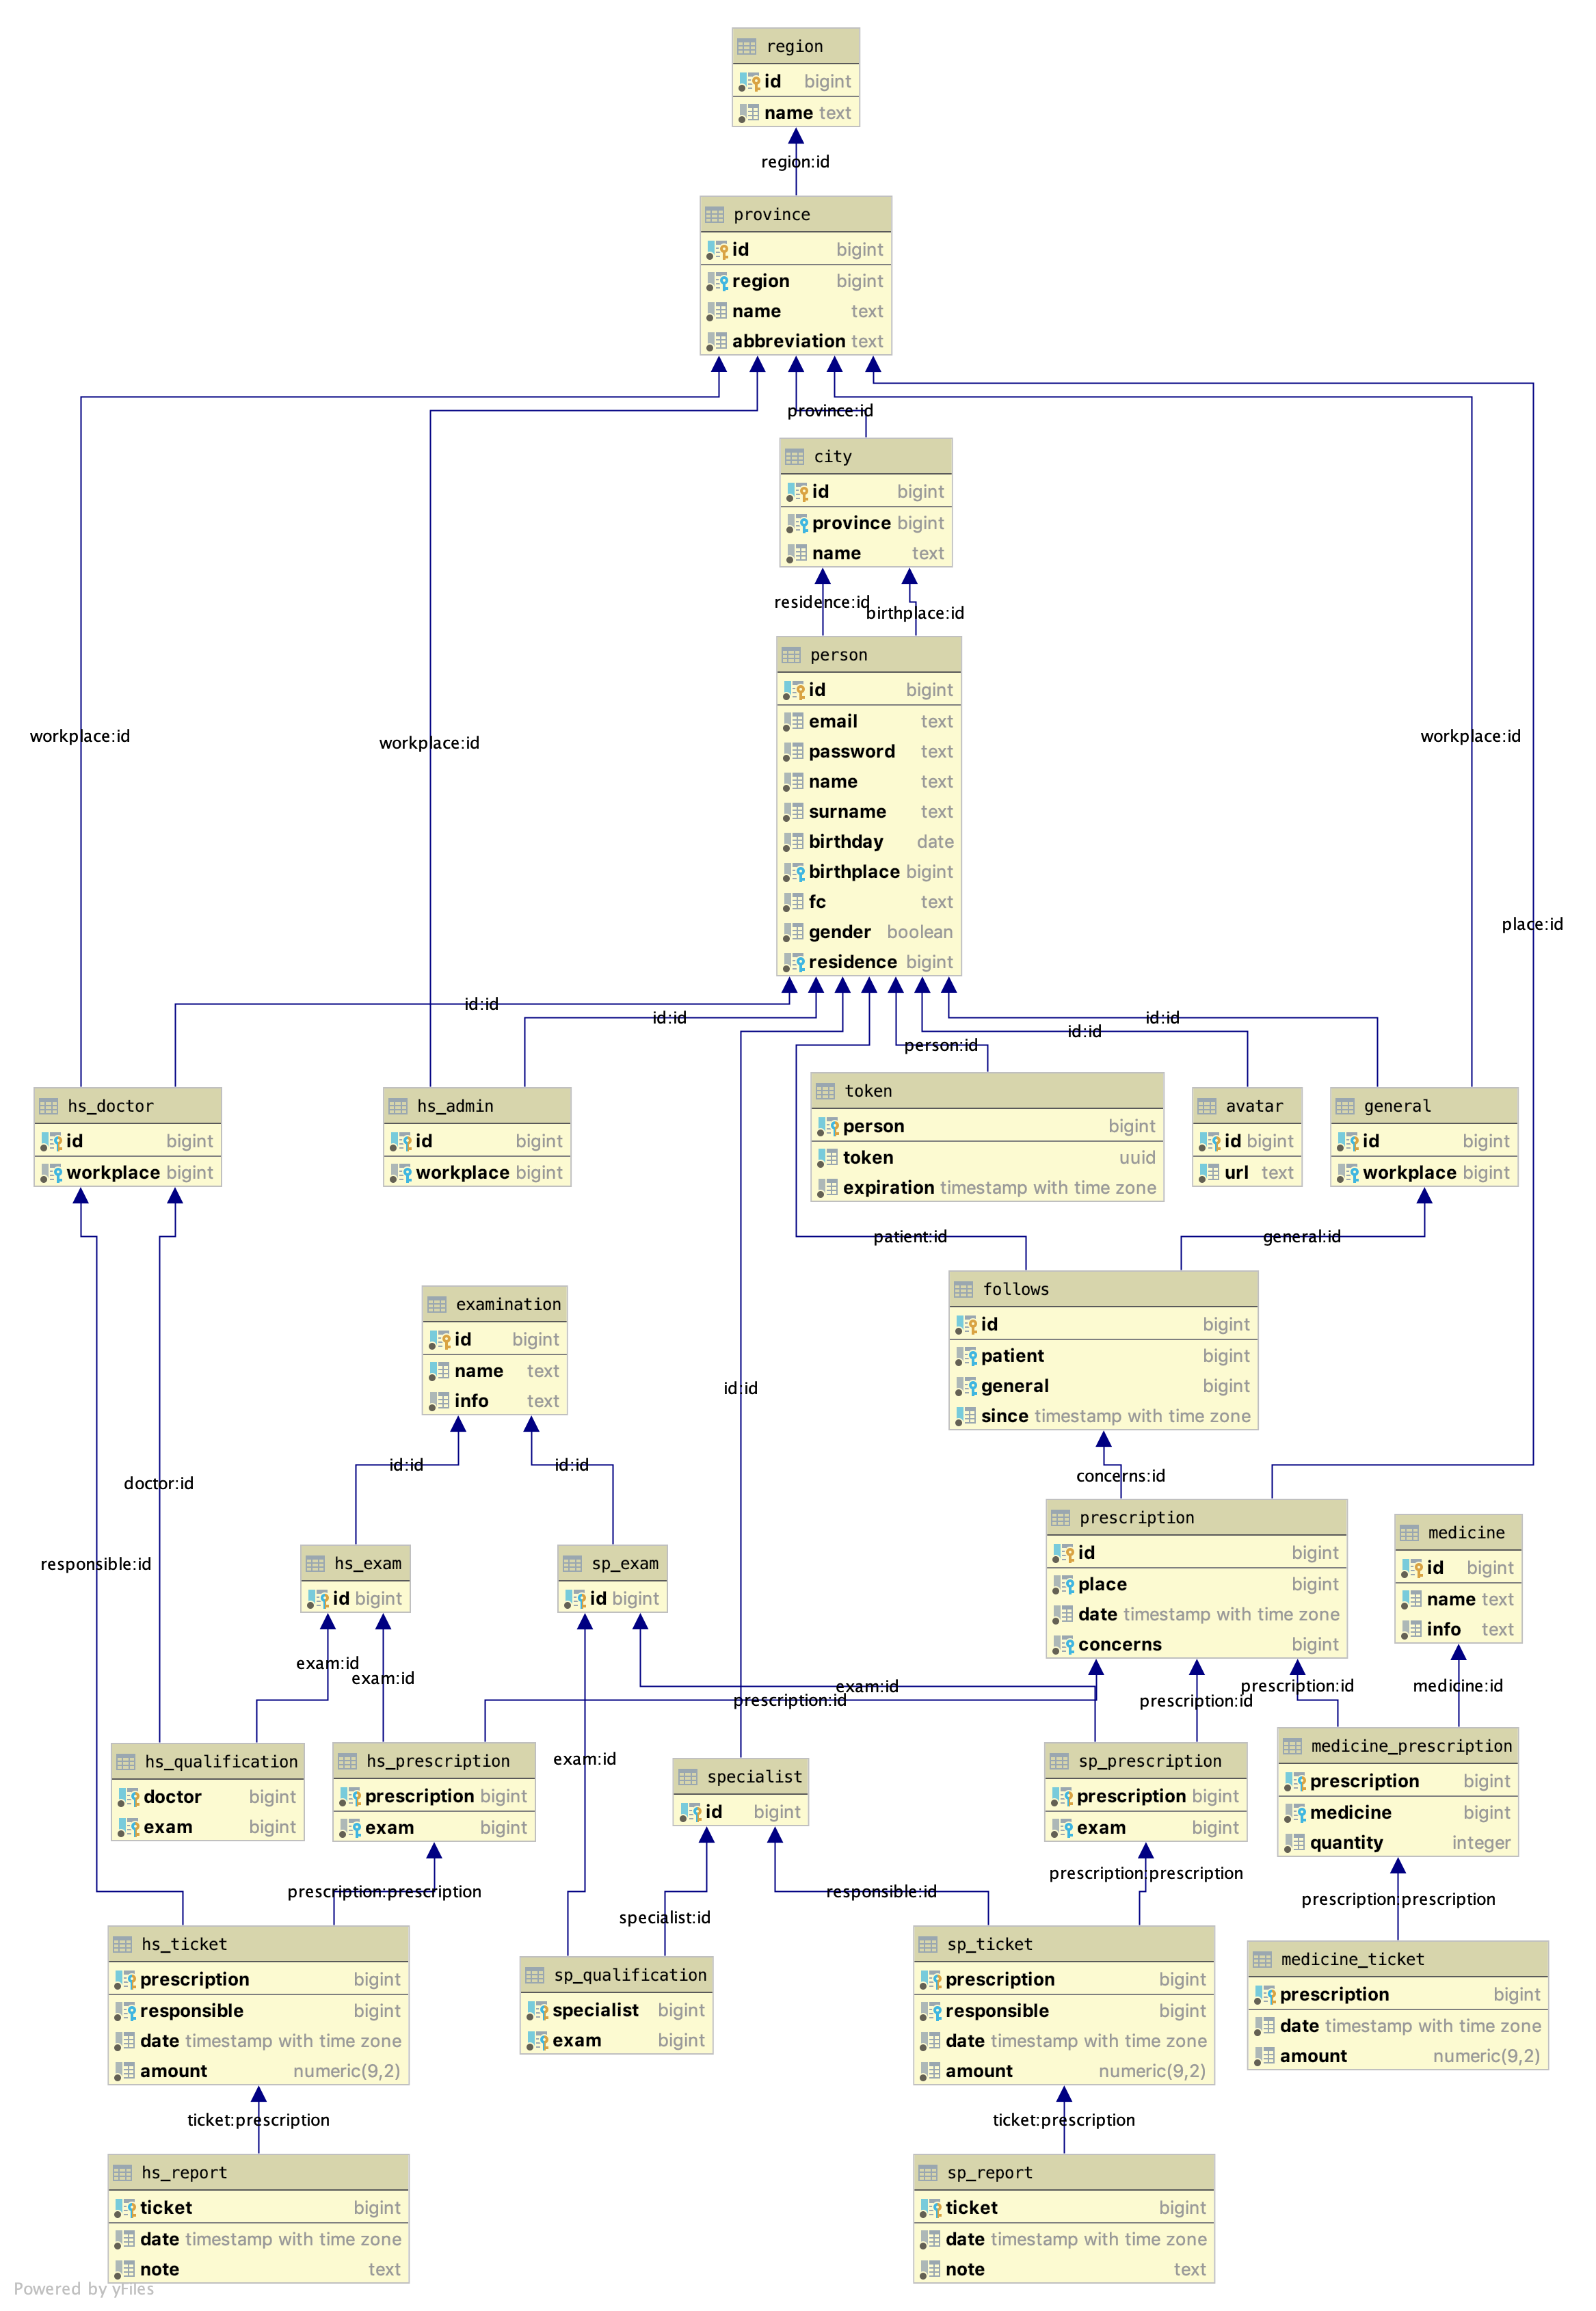 region
id bigint
name text
region:id
province
id bigint
region bigint
name text
abbreviation text
province:id
city
id bigint
province bigint
name text
residence:id
birthplace:id
person
id bigint
email text
password text
name text
surname text
birthday date
birthplace bigint
fc text
gender boolean
residence bigint
workplace:id
workplace:id
workplace:id
place:id
id:id
id:id
id:id
id:id
person:id
hs_doctor
id bigint
workplace bigint
hs_admin
id bigint
workplace bigint
token
person bigint
token uuid
expiration timestamp with time zone
avatar
id bigint
url text
general
id bigint
workplace bigint
patient:id
general:id
follows
id bigint
patient bigint
general bigint
since timestamp with time zone
examination
id bigint
name text
info text
id:id
id:id
id:id
doctor:id
responsible:id
concerns:id
hs_exam
id bigint
sp_exam
id bigint
prescription
id bigint
place bigint
date timestamp with time zone
concerns bigint
medicine
id bigint
name text
info text
exam:id
exam:id
exam:id
prescription:id
prescription:id
prescription:id
medicine:id
exam:id
hs_qualification
doctor bigint
exam bigint
hs_prescription
prescription bigint
exam bigint
specialist
id bigint
sp_prescription
prescription bigint
exam bigint
medicine_prescription
prescription bigint
medicine bigint
quantity integer
prescription:prescription
specialist:id
responsible:id
prescription:prescription
prescription:prescription
hs_ticket
prescription bigint
responsible bigint
date timestamp with time zone
amount numeric(9,2)
sp_qualification
specialist bigint
exam bigint
sp_ticket
prescription bigint
responsible bigint
date timestamp with time zone
amount numeric(9,2)
medicine_ticket
prescription bigint
date timestamp with time zone
amount numeric(9,2)
ticket:prescription
ticket:prescription
hs_report
ticket bigint
date timestamp with time zone
note text
sp_report
ticket bigint
date timestamp with time zone
note text
Powered by yFiles